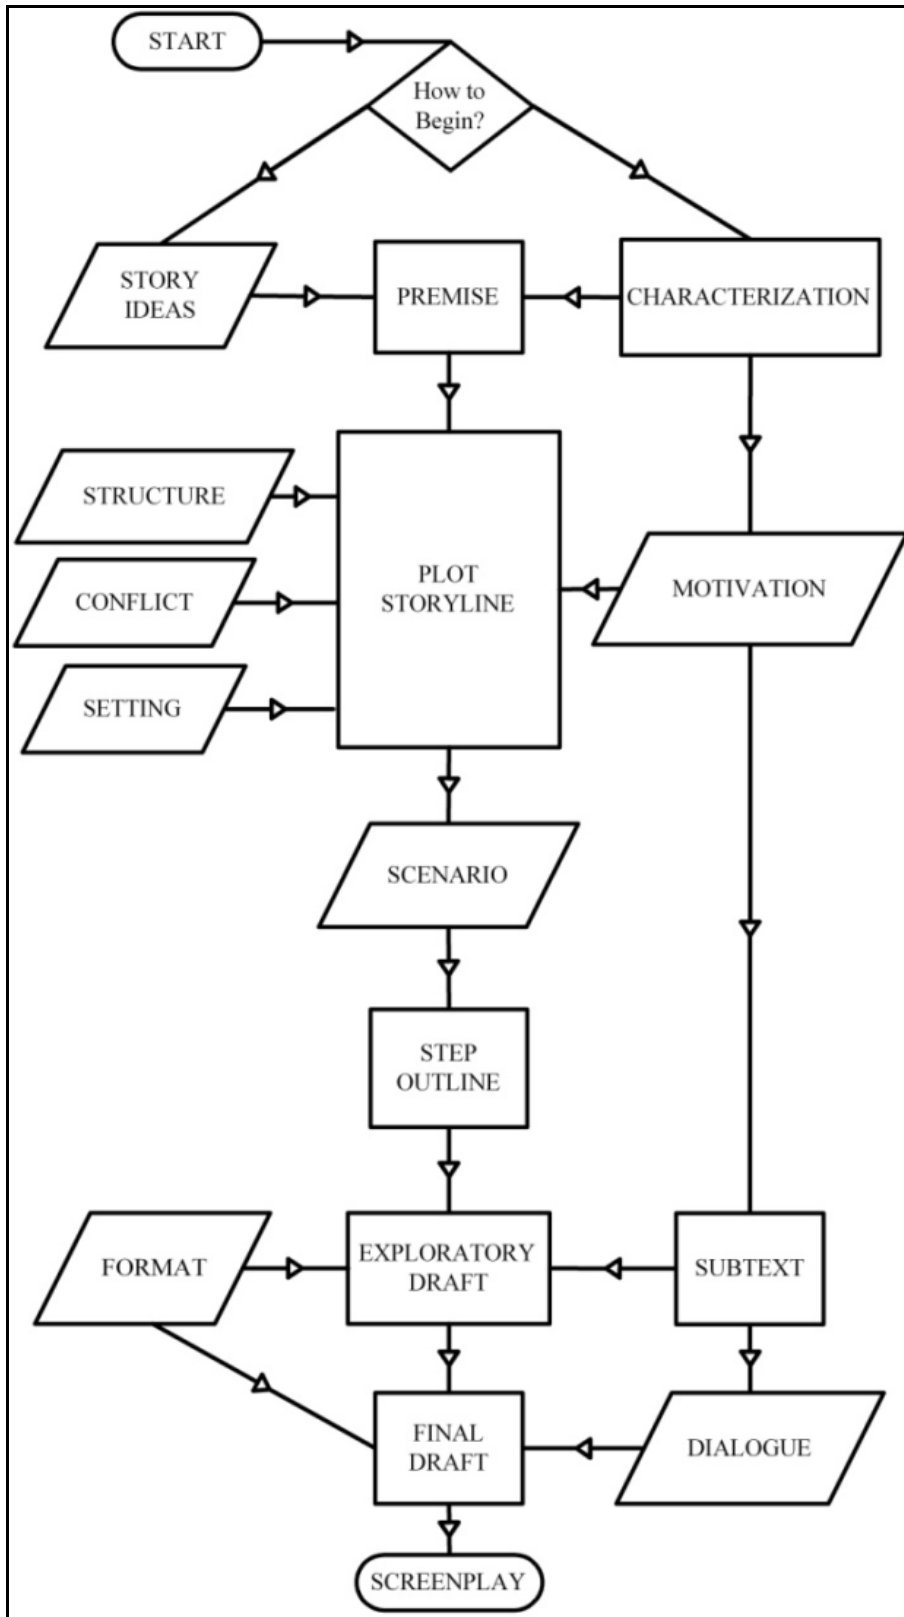 START
How to
Begin?
STORY
IDEAS
PREMISE
CHARACTERIZATION
STRUCTURE
CONFLICT
SETTING
PLOT
STORYLINE
MOTIVATION
SCENARIO
STEP
OUTLINE
FORMAT
EXPLORATORY
DRAFT
SUBTEXT
FINAL
DRAFT
DIALOGUE
SCREENPLAY